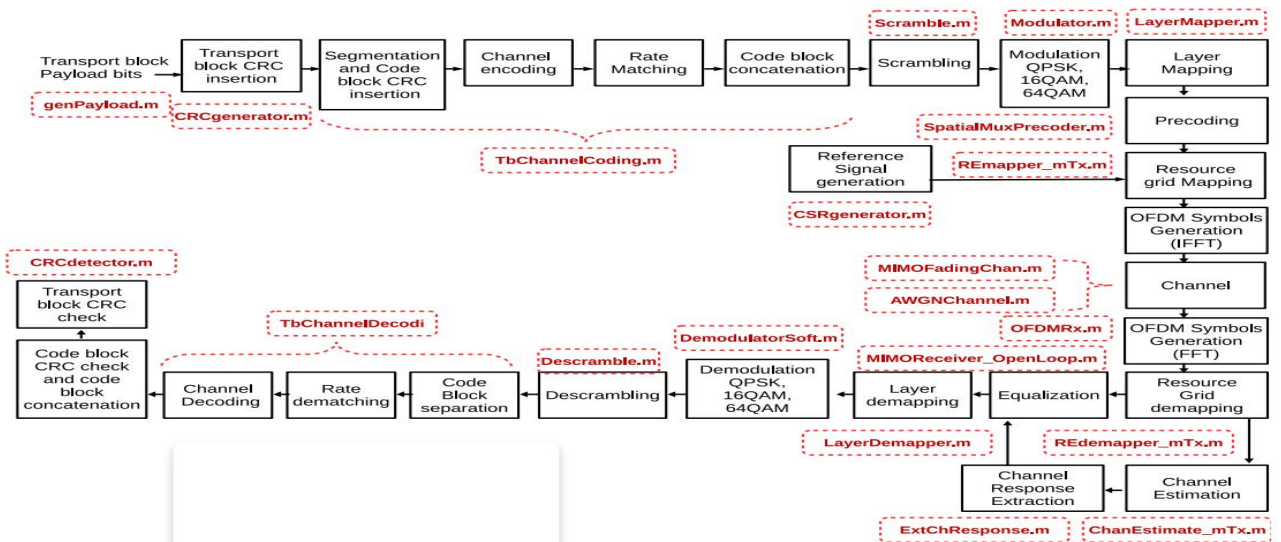 Scramble.m
Modulator.m
LayerMapper.m
Transport block
Payload bits
Transport
block CRC
insertion
Segmentation
and Code
block CRC
insertion
Channel
encoding
Rate
Matching
Code block
concatenation
Scrambling
Modulation
QPSK,
16QAM,
64QAM
Layer
Mapping
genPayload.m
CRCgenerator.m
TbChannelCoding.m
SpatialMuxPrecoder.m
Precoding
Reference
Signal
generation
REmapper_mTx.m
Resource
grid Mapping
CSRgenerator.m
OFDM Symbols
Generation
(IFFT)
MIMOFadingChan.m
AWGNChannel.m
Channel
OFDMRx.m
OFDM Symbols
Generation
(FFT)
CRCdetector.m
Transport
block CRC
check
TbChannelDecodi
Descramble.m
DemodulatorSoft.m
MIMOReceiver_OpenLoop.m
Code block
CRC check
and code
block
concatenation
Channel
Decoding
Rate
dematching
Code
Block
separation
Descrambling
Demodulation
QPSK,
16QAM,
64QAM
Layer
demapping
Equalization
Resource
Grid
demapping
LayerDemapper.m
REdemapper_mTx.m
Channel
Response
Extraction
Channel
Estimation
ExtChResponse.m
ChanEstimate_mTx.m